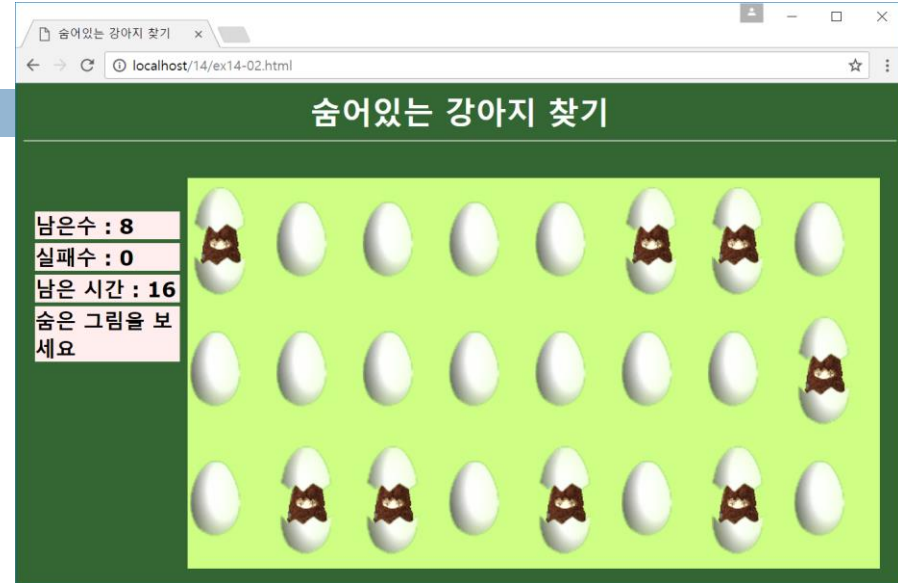 숨어있는 강아지 찾기
localhost/14/ex14-02.html
숨어있는 강아지 찾기
남은수 : 8
실패수 : 0
남은 시간 : 16
숨은 그림을 보
세요